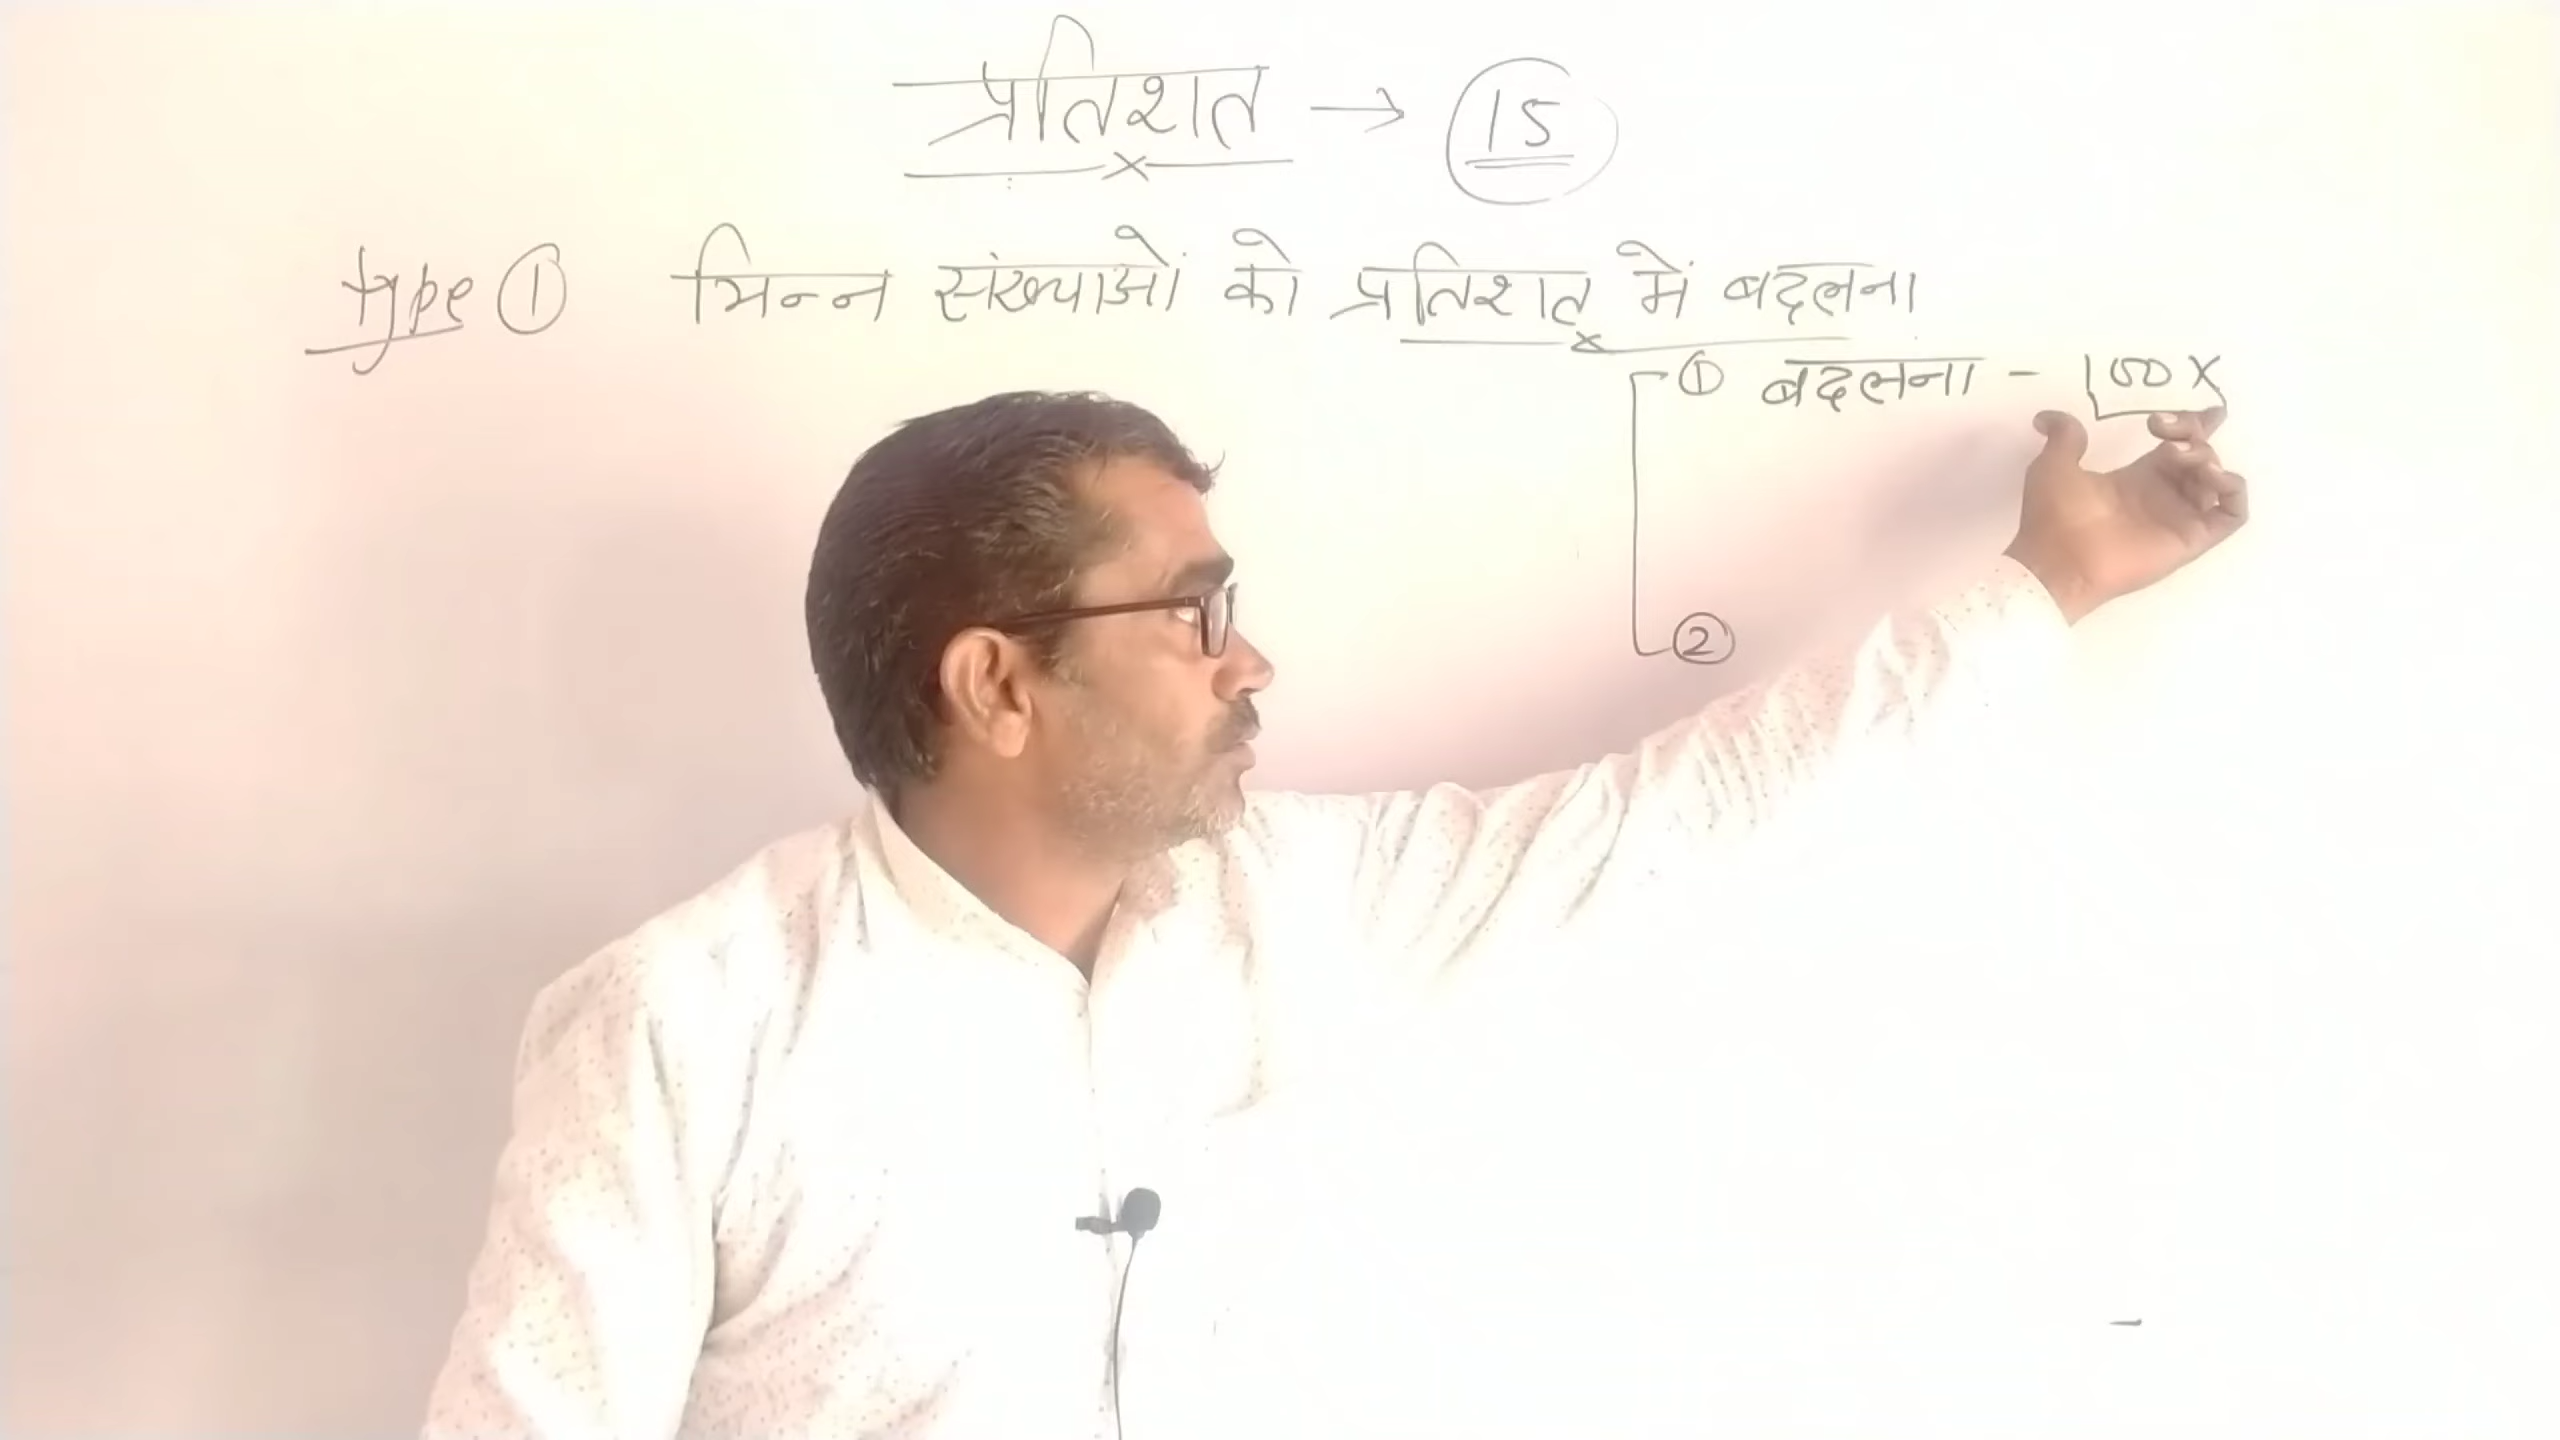 प्रतिशत → 15
type ① भिन्न संख्याओं को प्रतिशत में बदलना
① बदलना - 100 x
②